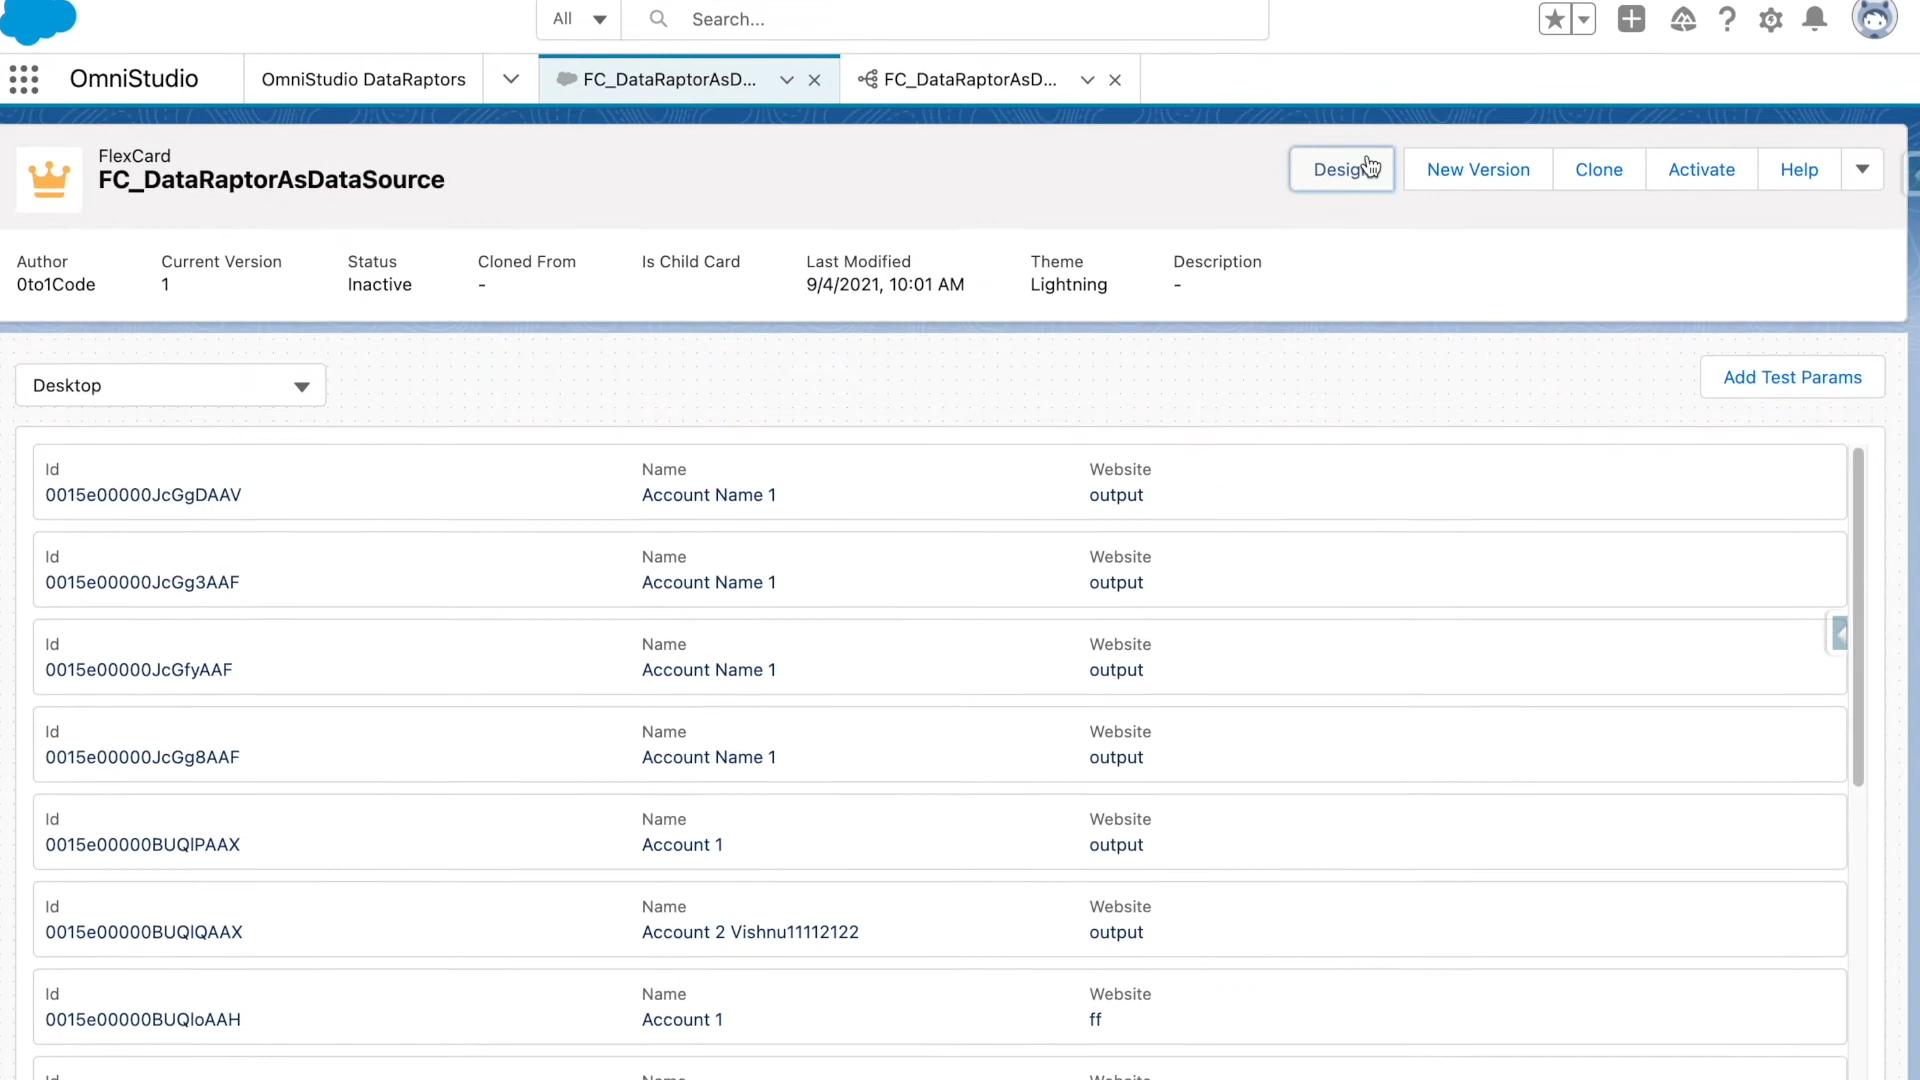 All
Search...
OmniStudio
OmniStudio DataRaptors
FC_DataRaptorAsD...
FC_DataRaptorAsD...
FlexCard
FC_DataRaptorAsDataSource
Design
New Version
Clone
Activate
Help
Author Current Version Status Cloned From Is Child Card Last Modified Theme Description
0to1Code 1 Inactive - 9/4/2021, 10:01 AM Lightning -
Desktop
Add Test Params
Id Name Website
0015e00000JcGgDAAV Account Name 1 output
Id Name Website
0015e00000JcGg3AAF Account Name 1 output
Id Name Website
0015e00000JcGfyAAF Account Name 1 output
Id Name Website
0015e00000JcGg8AAF Account Name 1 output
Id Name Website
0015e00000BUQlPAAX Account 1 output
Id Name Website
0015e00000BUQlQAAX Account 2 Vishnu11112122 output
Id Name Website
0015e00000BUQloAAH Account 1 ff
Id Name Website